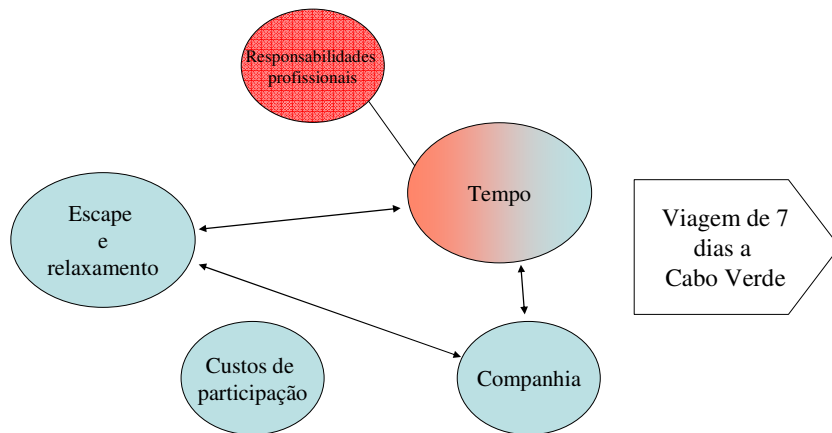 Responsabilidades
profissionais
Tempo
Escape
e
relaxamento
Viagem de 7
dias a
Cabo Verde
Custos de
participação
Companhia